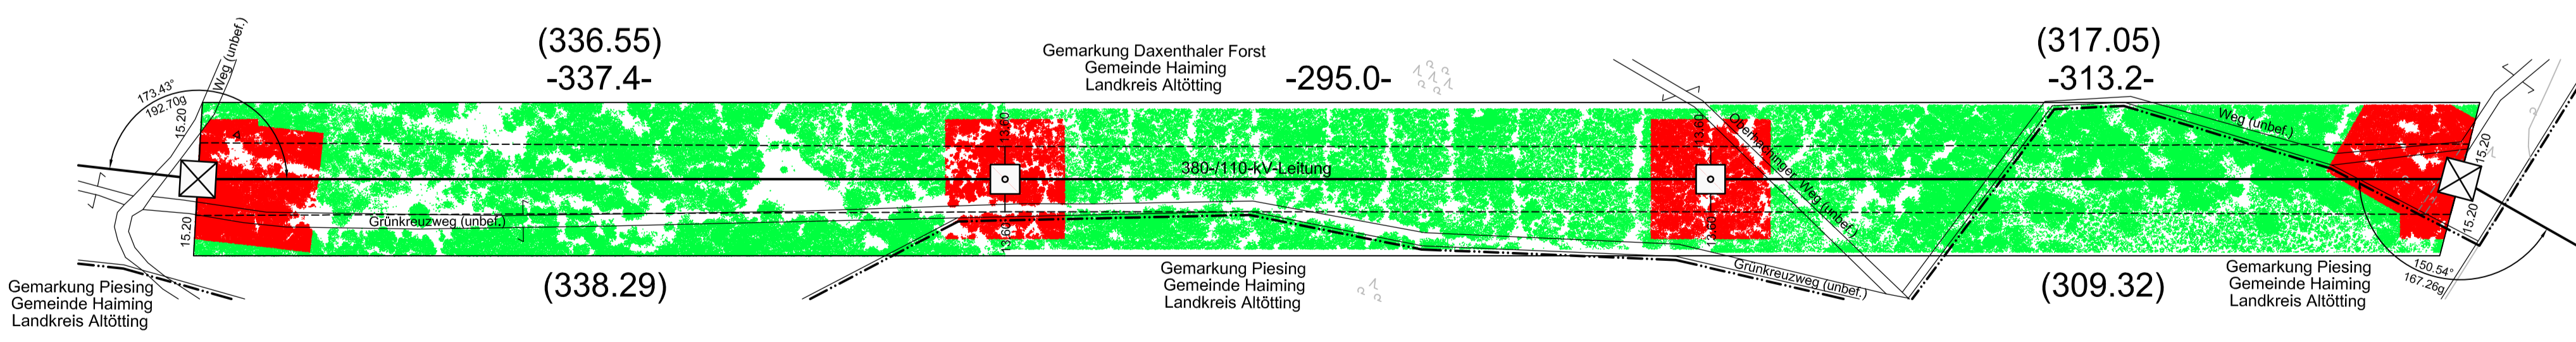 (336.55)
-337.4-
Gemarkung Daxenthaler Forst
Gemeinde Haiming
Landkreis Altötting
-295.0-
(317.05)
-313.2-
Weg (unbef.)
173.43°
192.70g
15.20
15.20
Grünkreuzweg (unbef.)
13.60
13.60
380-/110-kV-Leitung
13.60
13.60
Oberhachinger Weg (unbef.)
Weg (unbef.)
15.20
15.20
150.54°
167.26g
Grünkreuzweg (unbef.)
Gemarkung Piesing
Gemeinde Haiming
Landkreis Altötting
(338.29)
Gemarkung Piesing
Gemeinde Haiming
Landkreis Altötting
(309.32)
Gemarkung Piesing
Gemeinde Haiming
Landkreis Altötting